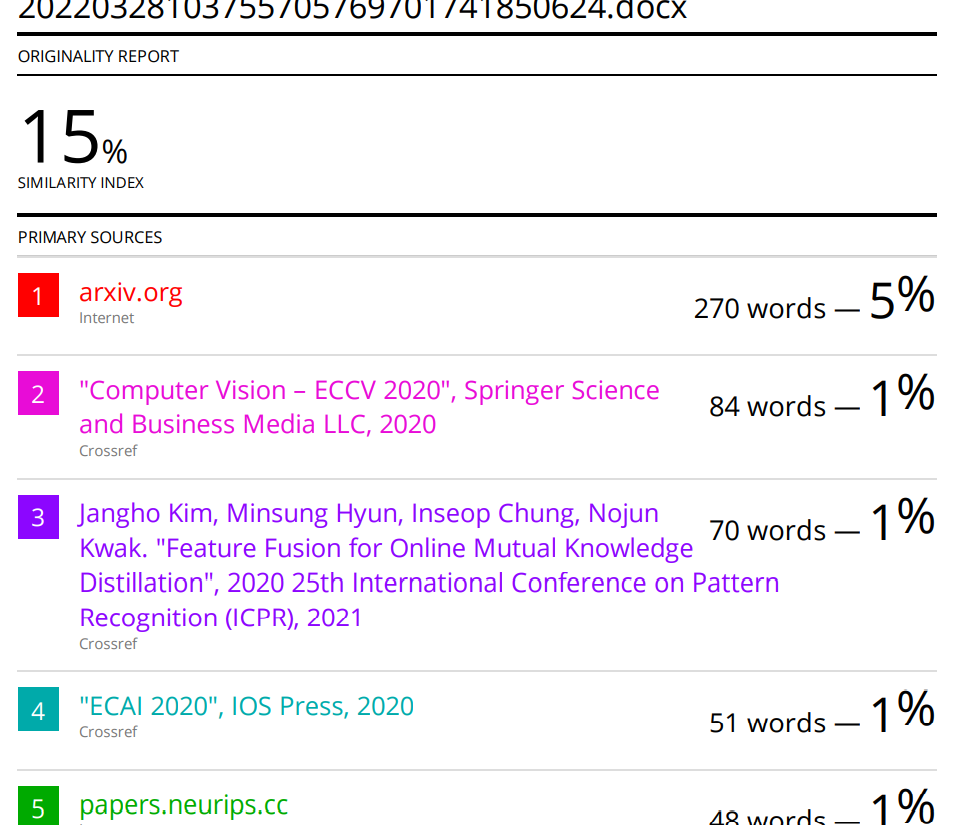 20220328103755705769701741850624.docx
ORIGINALITY REPORT
15%
SIMILARITY INDEX
PRIMARY SOURCES
1 arxiv.org 270 words — 5%
Internet
2 "Computer Vision – ECCV 2020", Springer Science 84 words — 1%
and Business Media LLC, 2020
Crossref
3 Jangho Kim, Minsung Hyun, Inseop Chung, Nojun 70 words — 1%
Kwak. "Feature Fusion for Online Mutual Knowledge
Distillation", 2020 25th International Conference on Pattern
Recognition (ICPR), 2021
Crossref
4 "ECAI 2020", IOS Press, 2020 51 words — 1%
Crossref
5 papers.neurips.cc 48 words — 1%